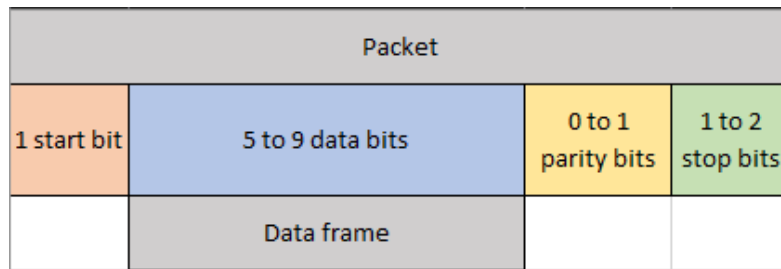 Packet
1 start bit
5 to 9 data bits
0 to 1
parity bits
1 to 2
stop bits
Data frame